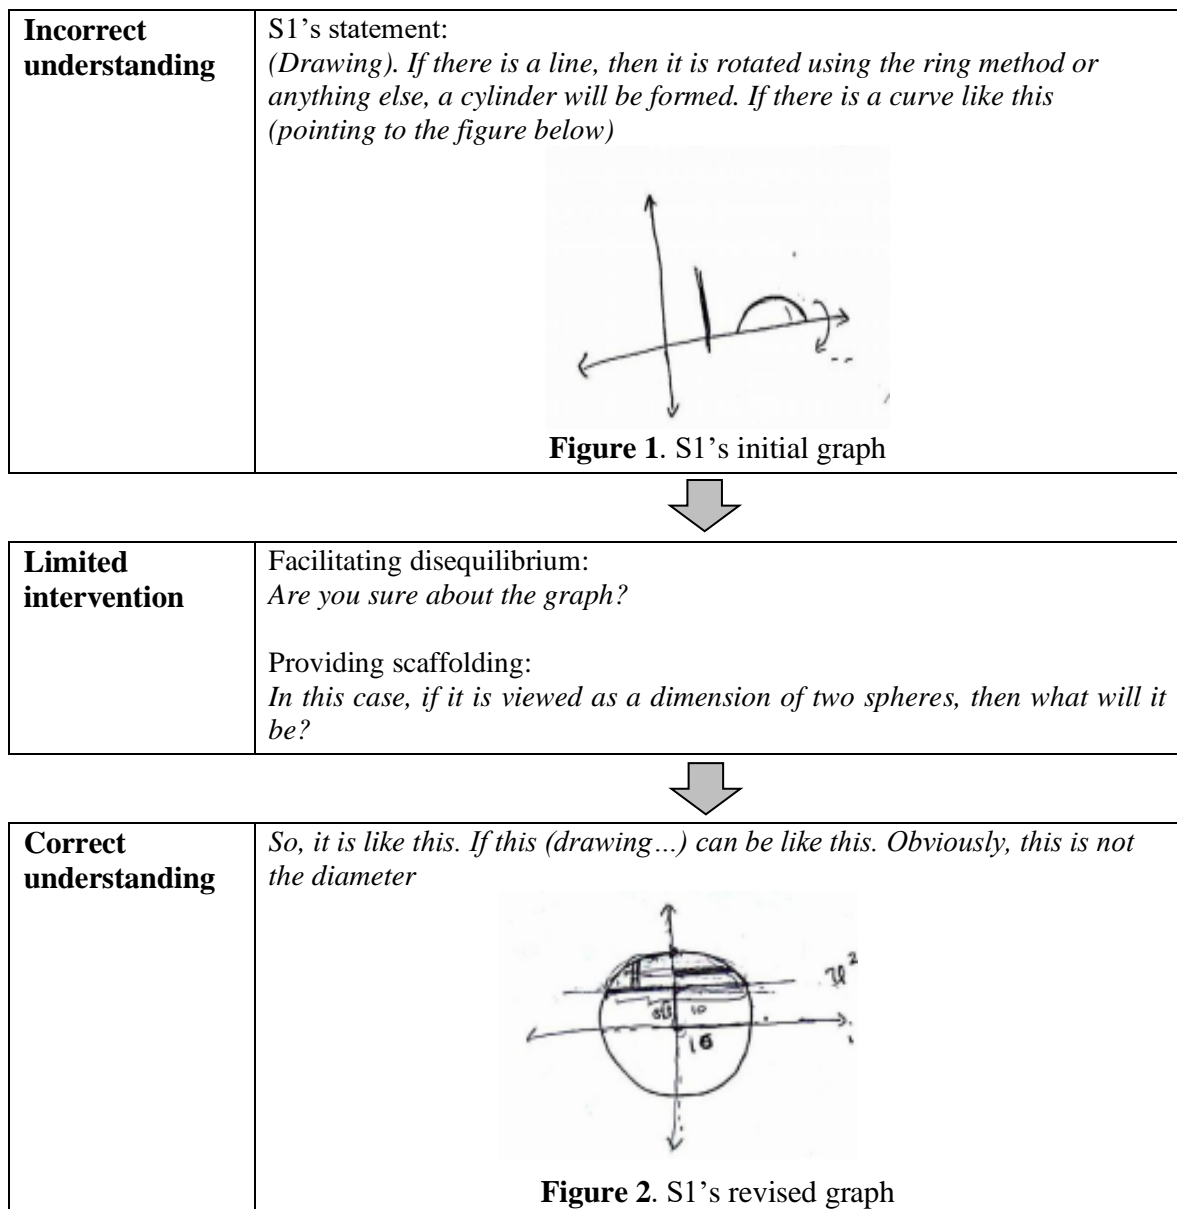 Incorrect understanding
S1’s statement:
(Drawing). If there is a line, then it is rotated using the ring method or
anything else, a cylinder will be formed. If there is a curve like this
(pointing to the figure below)
Figure 1. S1’s initial graph
Limited intervention
Facilitating disequilibrium:
Are you sure about the graph?
Providing scaffolding:
In this case, if it is viewed as a dimension of two spheres, then what will it
be?
Correct understanding
So, it is like this. If this (drawing…) can be like this. Obviously, this is not
the diameter
10
Figure 2. S1’s revised graph